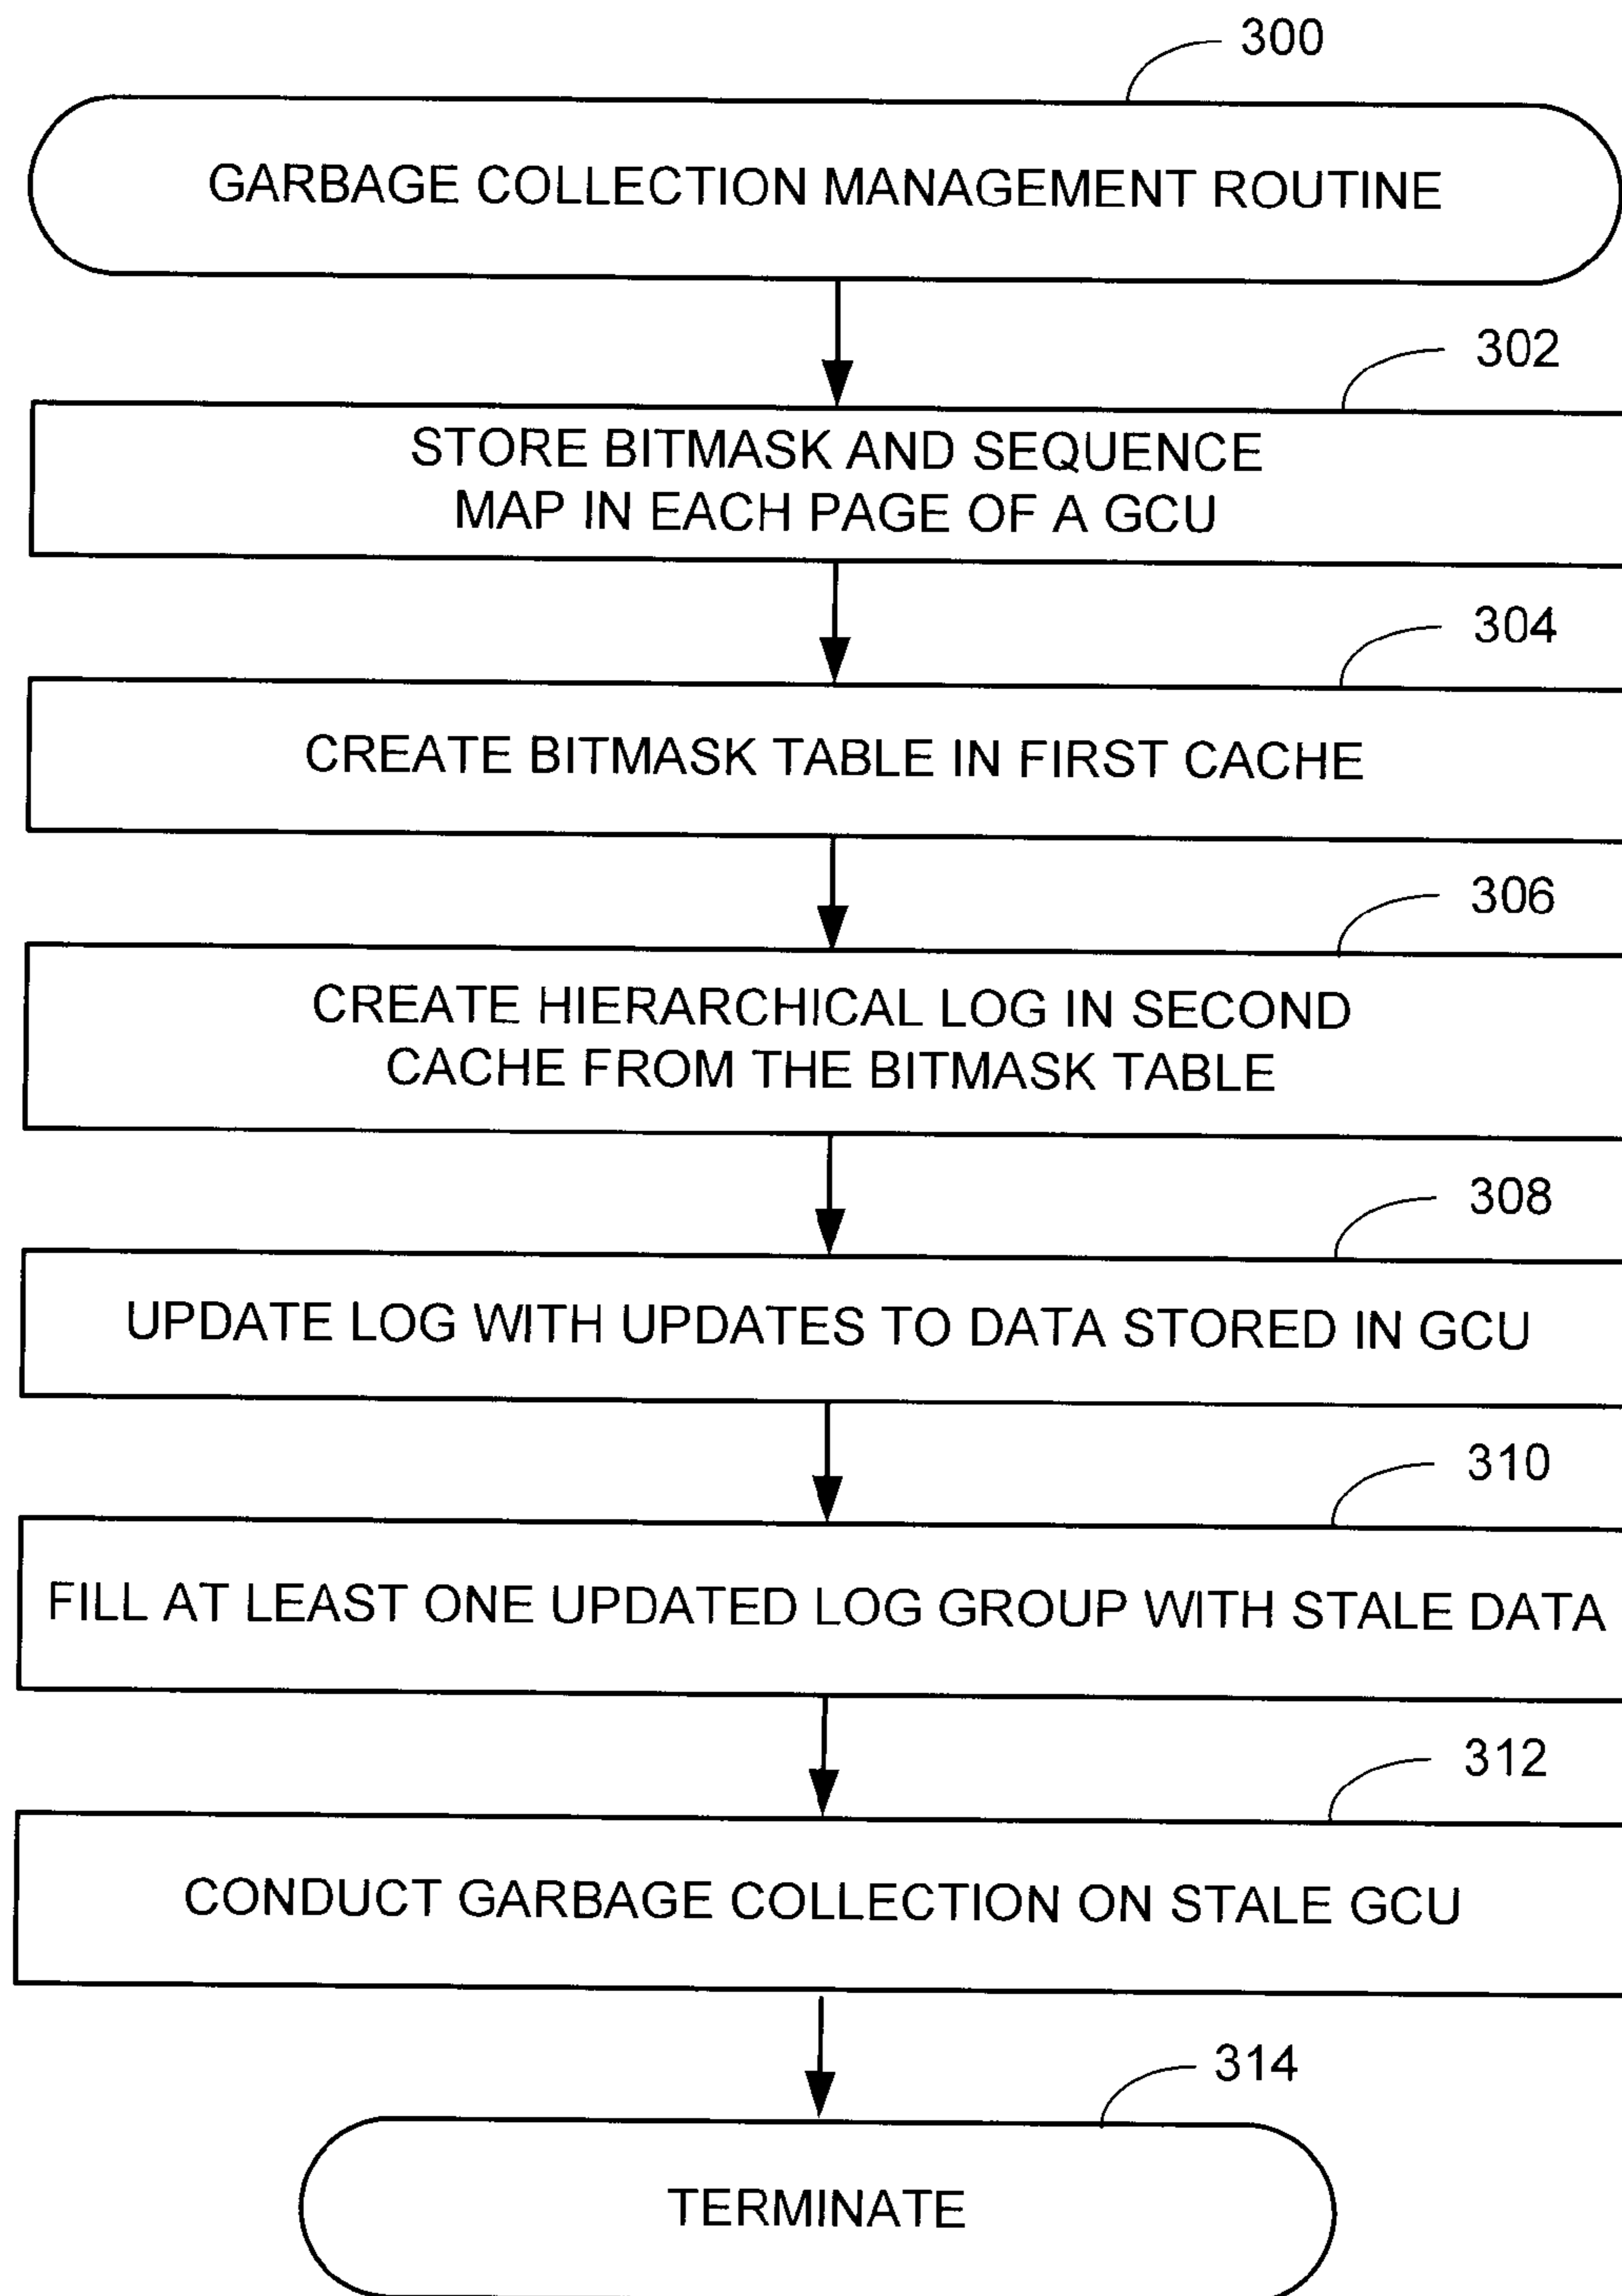 300
GARBAGE COLLECTION MANAGEMENT ROUTINE
302
STORE BITMASK AND SEQUENCE
MAP IN EACH PAGE OF A GCU
304
CREATE BITMASK TABLE IN FIRST CACHE
306
CREATE HIERARCHICAL LOG IN SECOND
CACHE FROM THE BITMASK TABLE
308
UPDATE LOG WITH UPDATES TO DATA STORED IN GCU
310
FILL AT LEAST ONE UPDATED LOG GROUP WITH STALE DATA
312
CONDUCT GARBAGE COLLECTION ON STALE GCU
314
TERMINATE